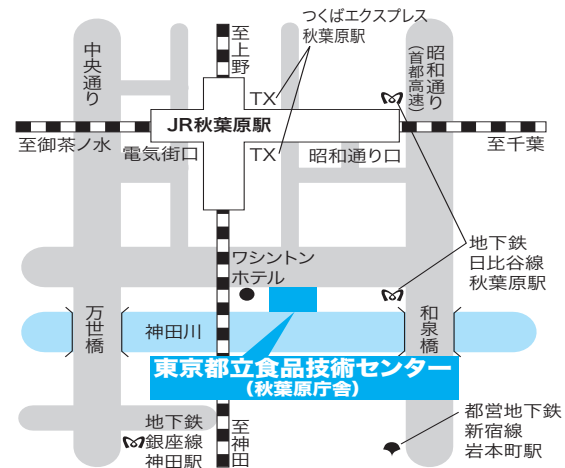 つくばエクスプレス
秋葉原駅
至上野
中央通り
昭和通り
(首都高速)
TX
JR秋葉原駅
至御茶ノ水
電気街口
TX
昭和通り口
至千葉
ワシントン
ホテル
地下鉄
日比谷線
秋葉原駅
万世橋
神田川
和泉橋
東京都立食品技術センター
(秋葉原庁舎)
地下鉄
銀座線
神田駅
至神田
都営地下鉄
新宿線
岩本町駅